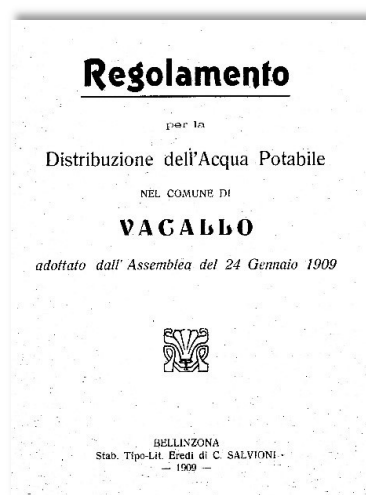 Regolamento
per la
Distribuzione dell'Acqua Potabile
NEL COMUNE DI
VACALLO
adottato dall'Assemblea del 24 Gennaio 1909
BELLINZONA
Stab. Tipo-Lit. Eredi di C. SALVIONI
— 1909 —